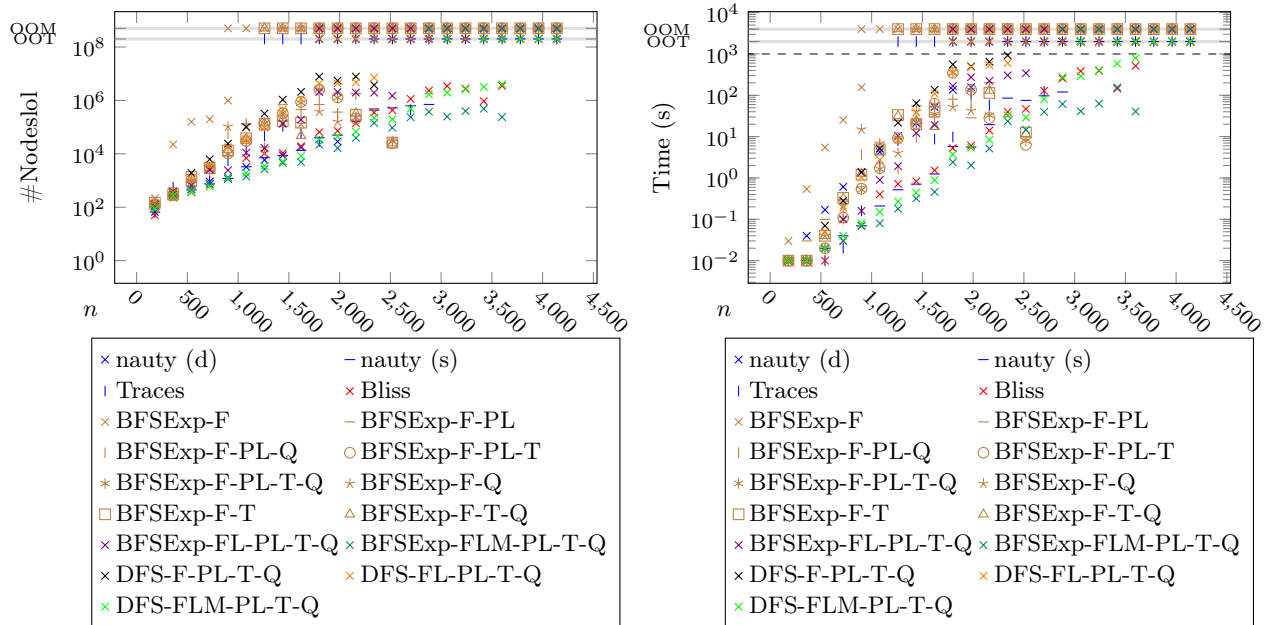 OOM
OOT
10^8
10^6
10^4
10^2
10^0
#Nodeslol
n
0
500
1,000
1,500
2,000
2,500
3,000
3,500
4,000
4,500
nauty (d)
nauty (s)
Traces
Bliss
BFSExp-F
BFSExp-F-PL
BFSExp-F-PL-Q
BFSExp-F-PL-T
BFSExp-F-PL-T-Q
BFSExp-F-Q
BFSExp-F-T
BFSExp-F-T-Q
BFSExp-FL-PL-T-Q
BFSExp-FLM-PL-T-Q
DFS-F-PL-T-Q
DFS-FL-PL-T-Q
DFS-FLM-PL-T-Q
10^4
OOM
OOT
10^3
10^2
10^1
10^0
10^−1
10^−2
Time (s)
n
0
500
1,000
1,500
2,000
2,500
3,000
3,500
4,000
4,500
nauty (d)
nauty (s)
Traces
Bliss
BFSExp-F
BFSExp-F-PL
BFSExp-F-PL-Q
BFSExp-F-PL-T
BFSExp-F-PL-T-Q
BFSExp-F-Q
BFSExp-F-T
BFSExp-F-T-Q
BFSExp-FL-PL-T-Q
BFSExp-FLM-PL-T-Q
DFS-F-PL-T-Q
DFS-FL-PL-T-Q
DFS-FLM-PL-T-Q